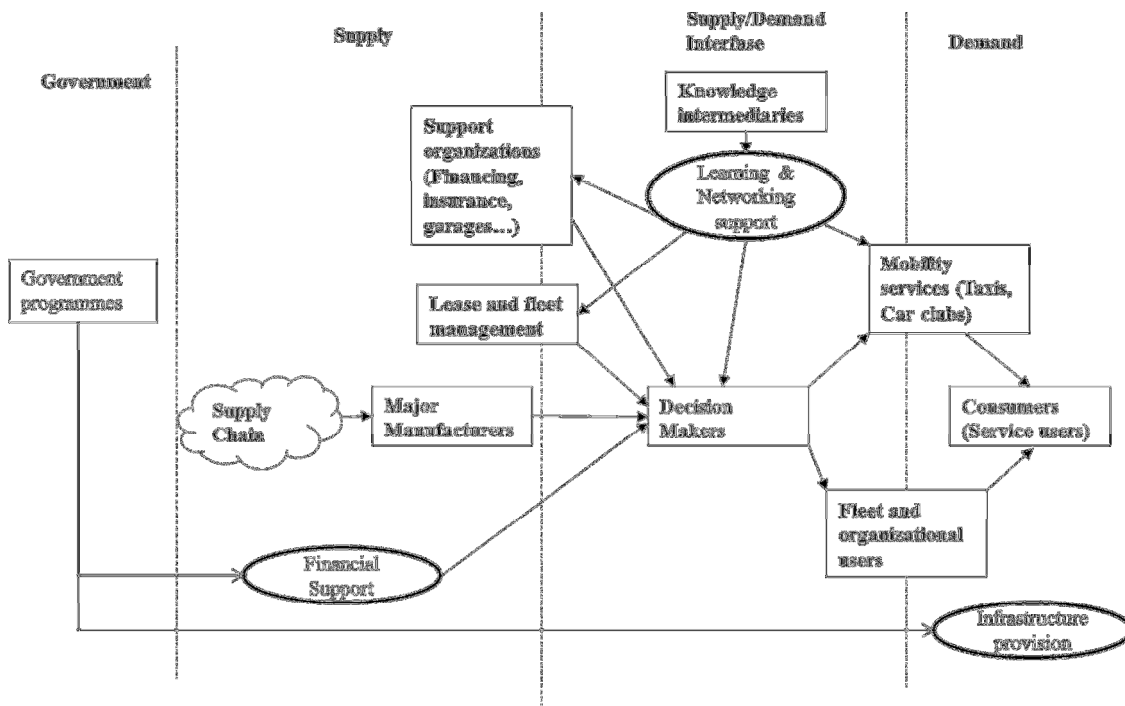 Supply
Supply/Demand
Interfase
Demand
Government
Knowledge
intermediaries
Support
organizations
(Financing,
insurance,
garages...)
Learning &
Networking
support
Government
programmes
Mobility
services (Taxis,
Car clubs)
Lease and fleet
management
Supply
Chain
Major
Manufacturers
Decision
Makers
Consumers
(Service users)
Fleet and
organizational
users
Financial
Support
Infrastructure
provision